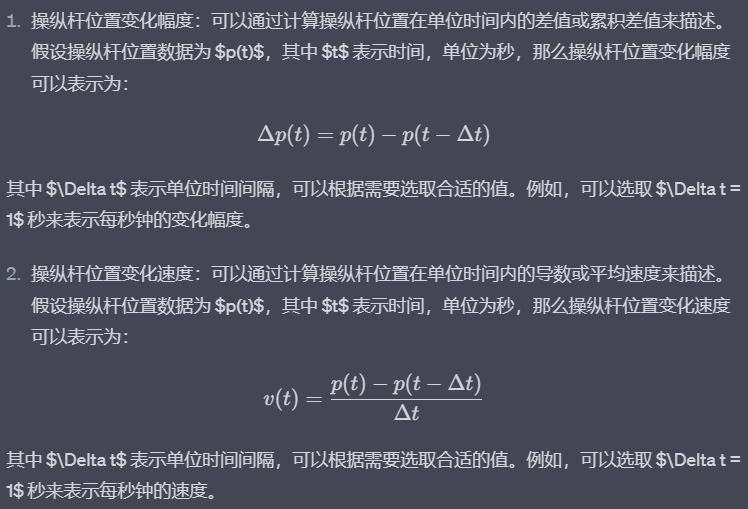 1. 操纵杆位置变化幅度：可以通过计算操纵杆位置在单位时间内的差值或累积差值来描述。
假设操纵杆位置数据为 $p(t)$，其中 $t$ 表示时间，单位为秒，那么操纵杆位置变化幅度
可以表示为：
Δp(t) = p(t) − p(t − Δt)
其中 $\Delta t$ 表示单位时间间隔，可以根据需要选取合适的值。例如，可以选取 $\Delta t =
1$ 秒来表示每秒钟的变化幅度。
2. 操纵杆位置变化速度：可以通过计算操纵杆位置在单位时间内的导数或平均速度来描述。
假设操纵杆位置数据为 $p(t)$，其中 $t$ 表示时间，单位为秒，那么操纵杆位置变化速度
可以表示为：
v(t) = \frac{p(t) − p(t − Δt)}{Δt}
其中 $\Delta t$ 表示单位时间间隔，可以根据需要选取合适的值。例如，可以选取 $\Delta t =
1$ 秒来表示每秒钟的速度。